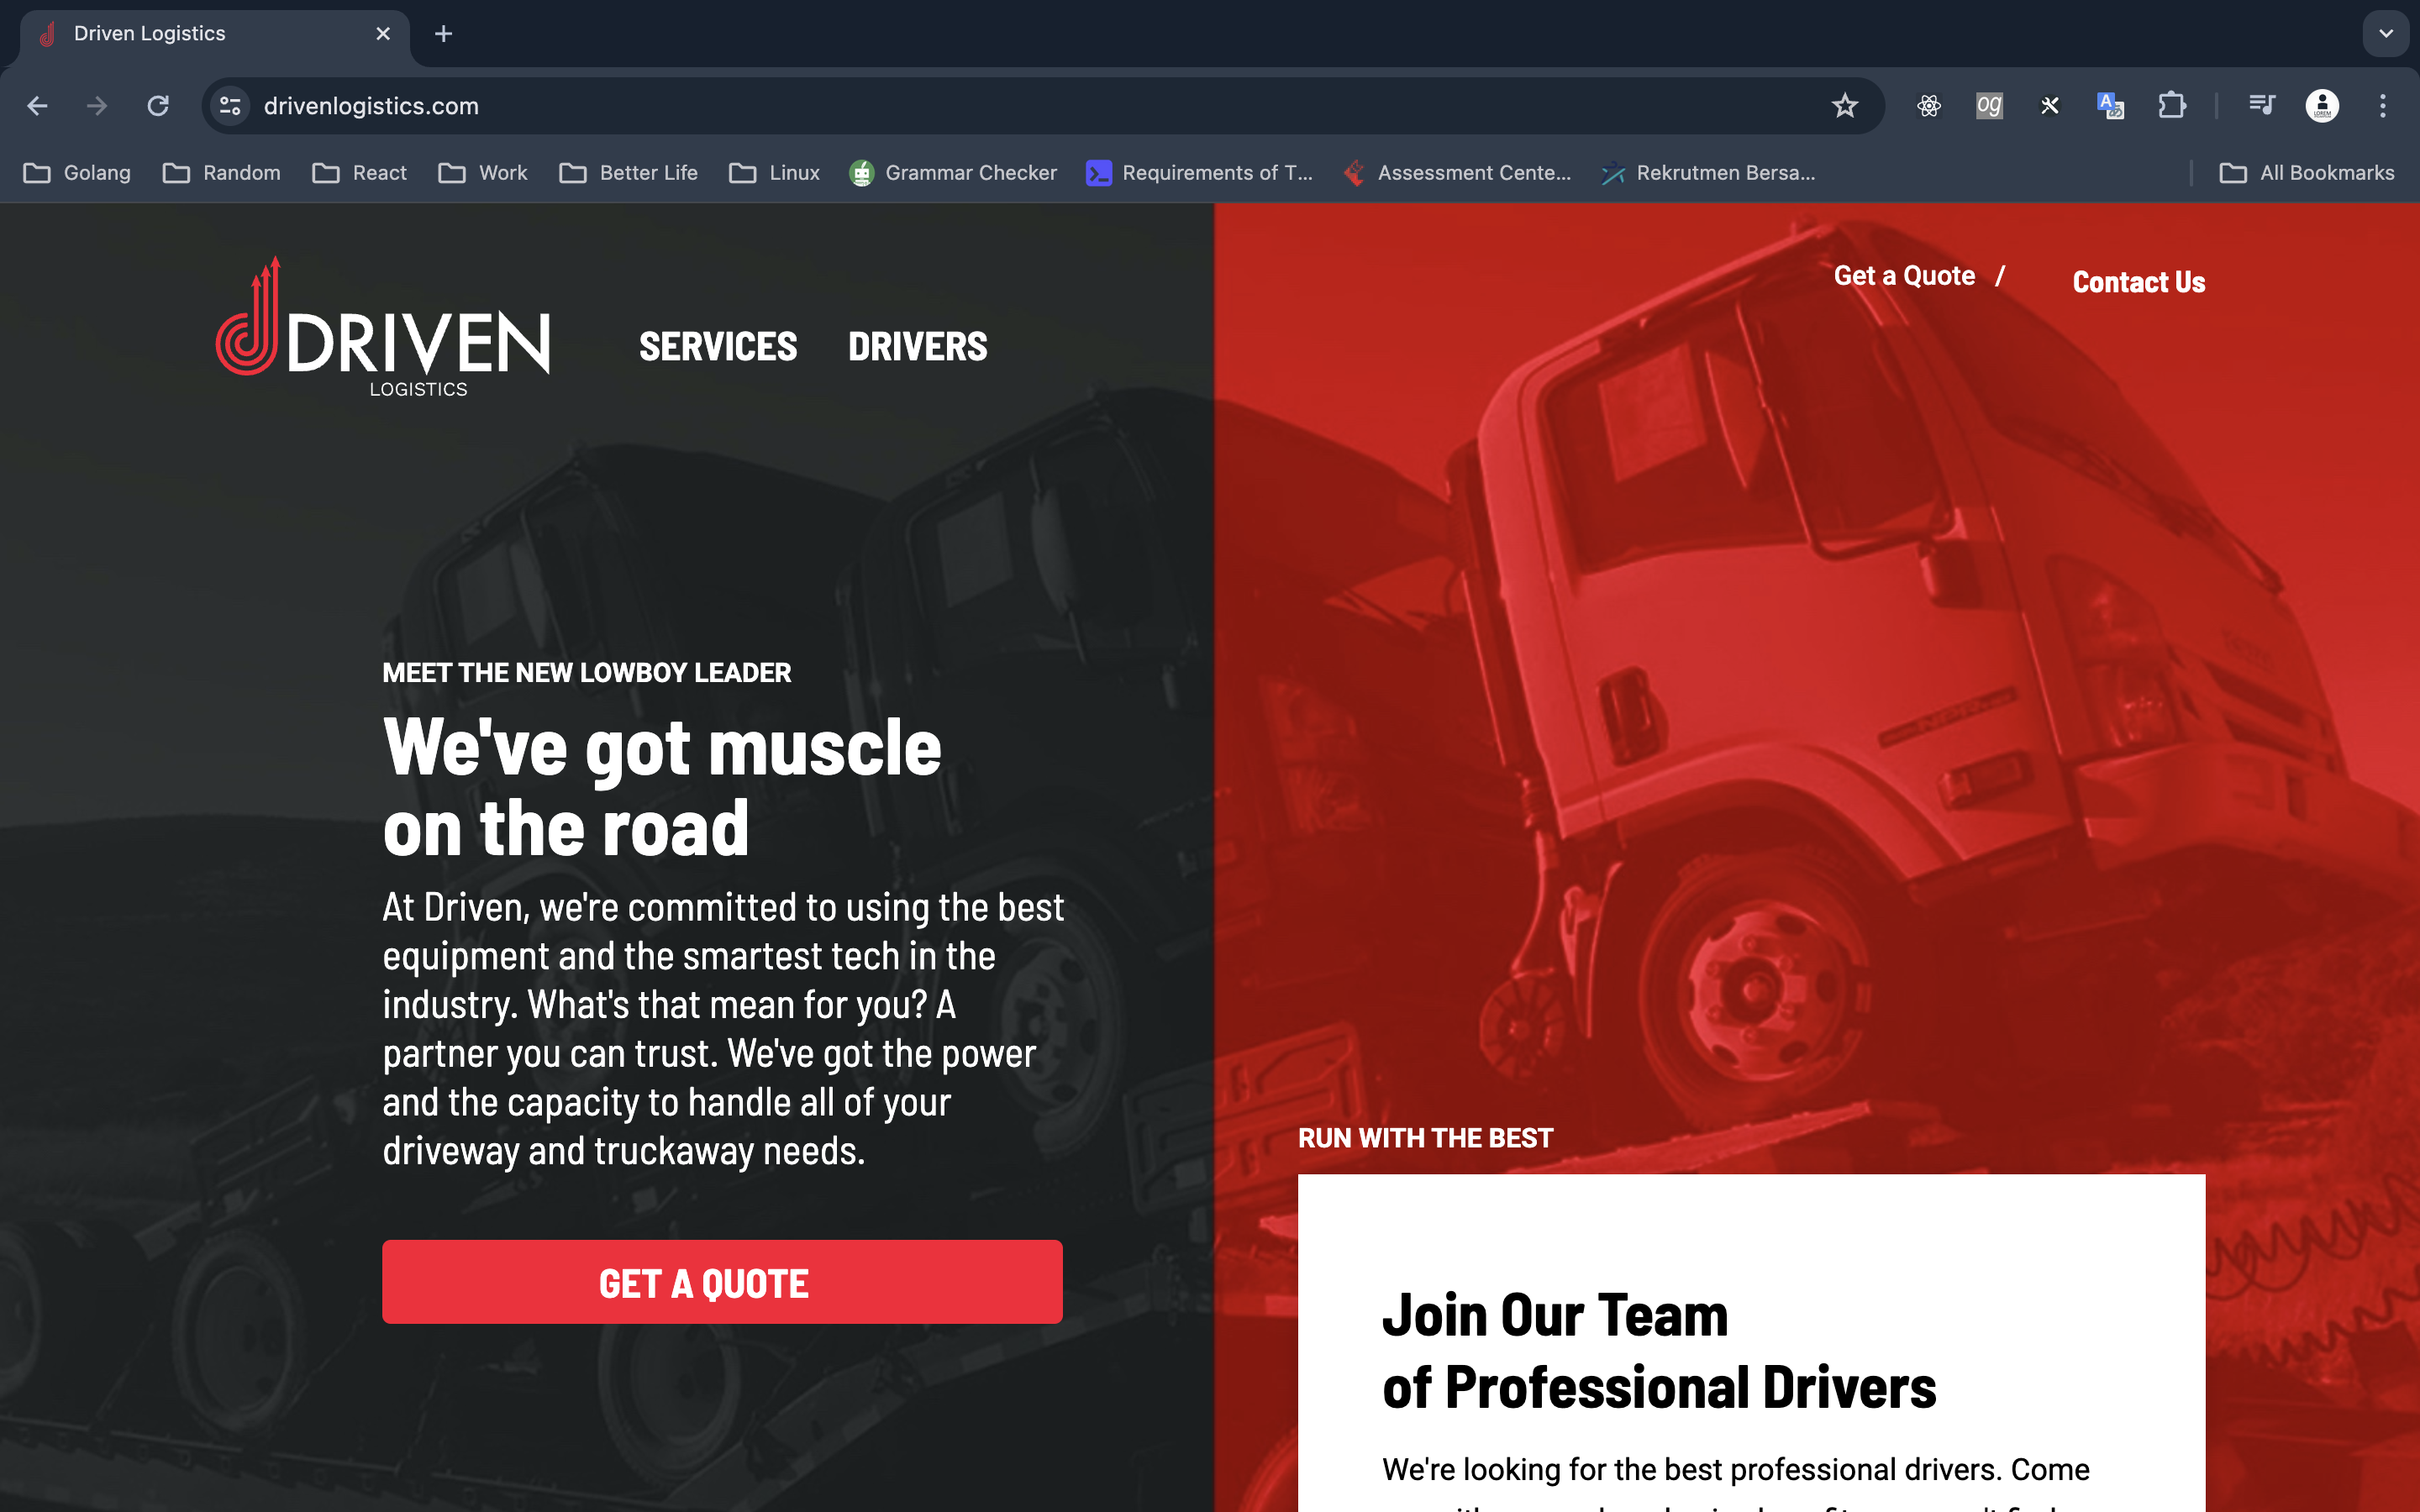 Driven Logistics
drivenlogistics.com
Golang
Random
React
Work
Better Life
Linux
Grammar Checker
Requirements of T...
Assessment Cente...
Rekrutmen Bersa...
All Bookmarks
DRIVEN
LOGISTICS
SERVICES DRIVERS
Get a Quote /
Contact Us
MEET THE NEW LOWBOY LEADER
We've got muscle
on the road
At Driven, we're committed to using the best
equipment and the smartest tech in the
industry. What's that mean for you? A
partner you can trust. We've got the power
and the capacity to handle all of your
driveway and truckaway needs.
GET A QUOTE
RUN WITH THE BEST
Join Our Team
of Professional Drivers
We're looking for the best professional drivers. Come